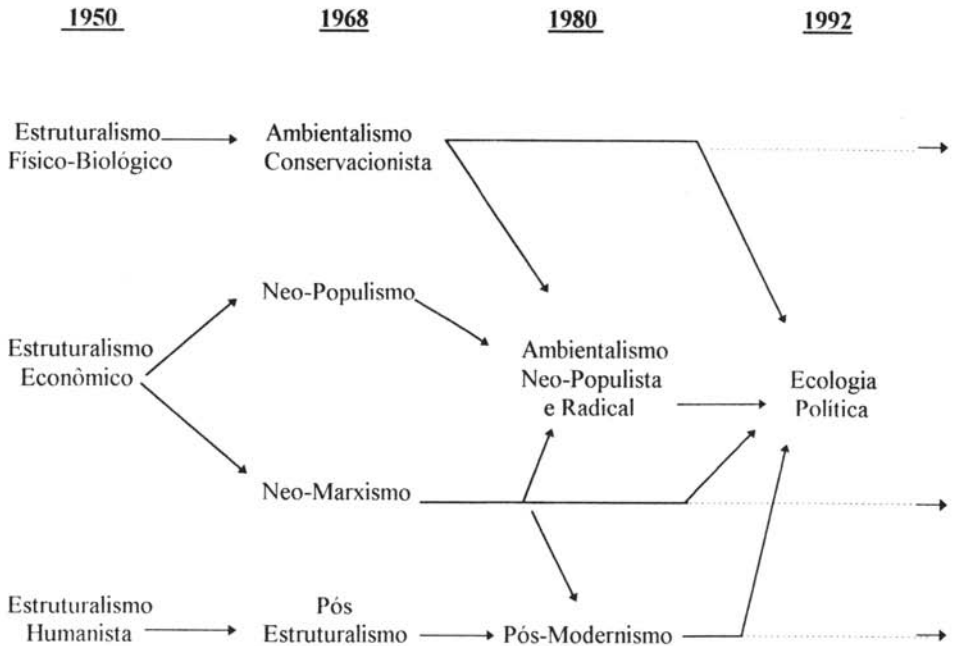 1950 1968 1980 1992
Estruturalismo
Físico-Biológico
Ambientalismo
Conservacionista
Neo-Populismo
Estruturalismo
Econômico
Ambientalismo
Neo-Populista
e Radical
Ecologia
Política
Neo-Marxismo
Estruturalismo
Humanista
Pós
Estruturalismo
Pós-Modernismo